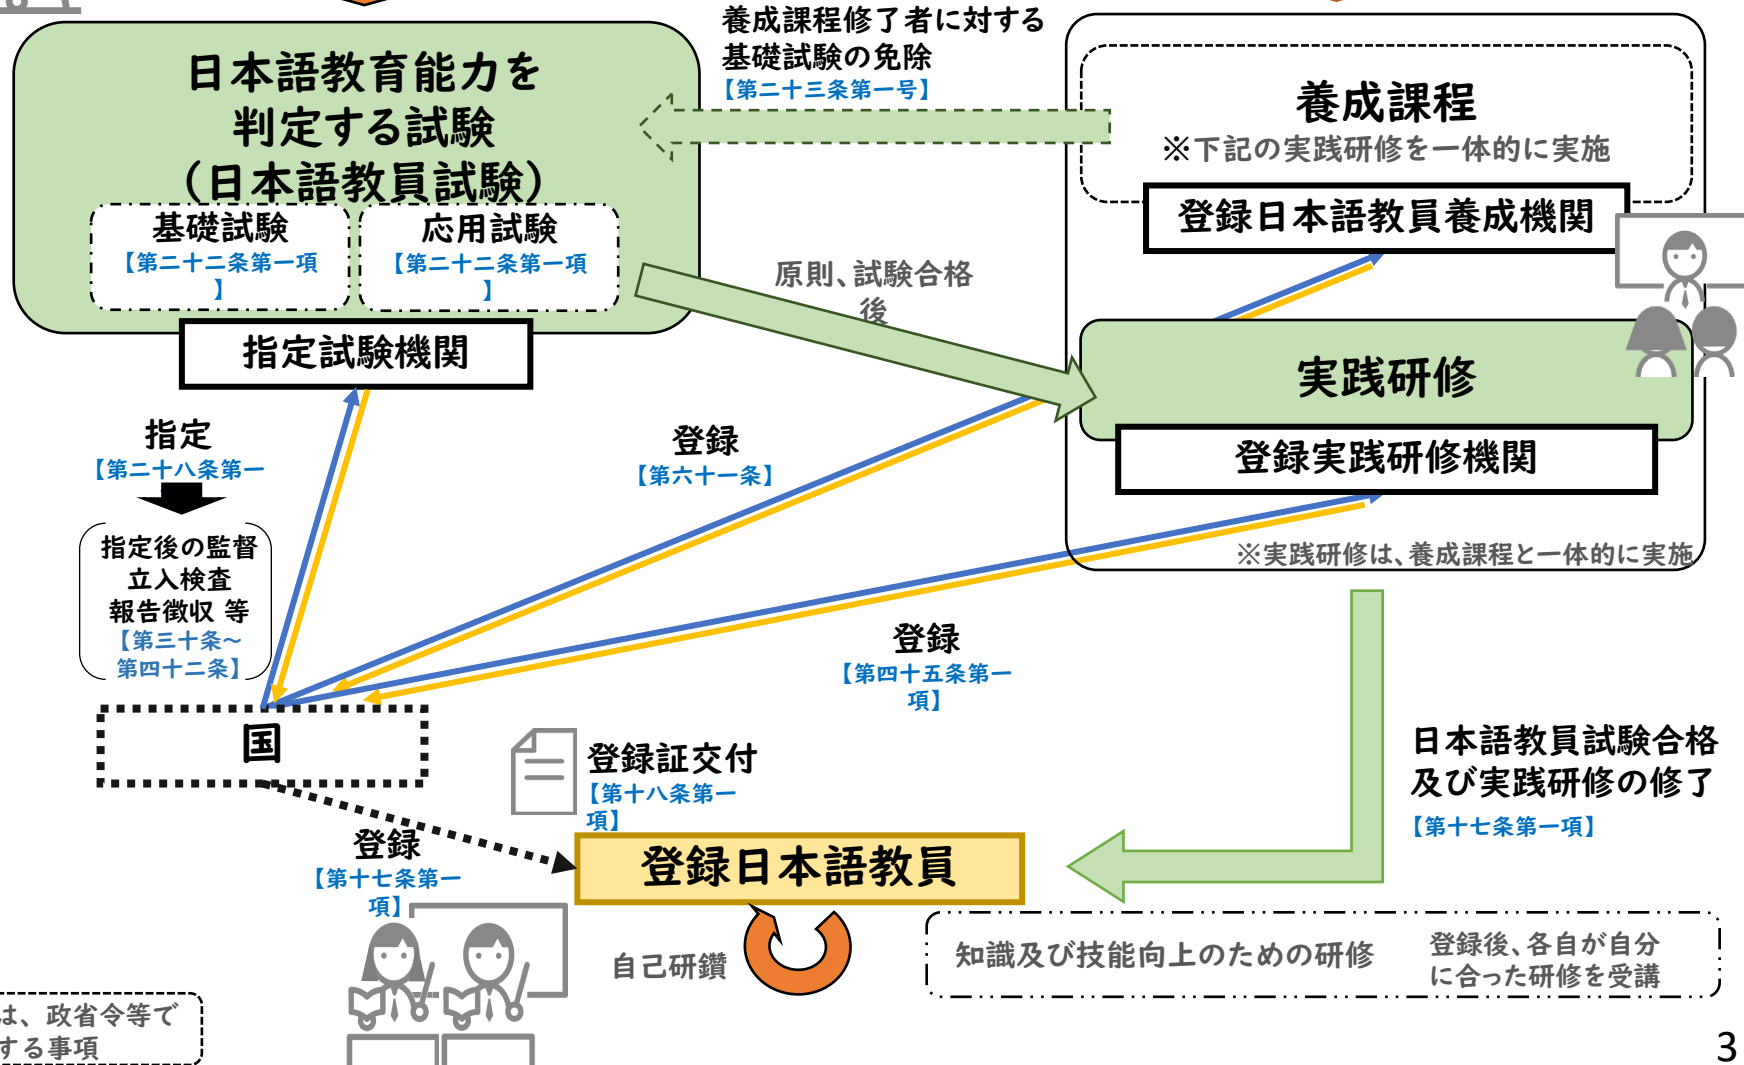 養成課程修了者に対する
基礎試験の免除
【第二十三条第一号】
日本語教育能力を
判定する試験
（日本語教員試験）
基礎試験
【第二十二条第一項
】
応用試験
【第二十二条第一項
】
指定試験機関
養成課程
※下記の実践研修を一体的に実施
登録日本語教員養成機関
原則、試験合格
後
実践研修
登録実践研修機関
※実践研修は、養成課程と一体的に実施
指定
【第二十八条第一
指定後の監督
立入検査
報告徴収 等
【第三十条～
第四十二条】
登録
【第六十一条】
登録
【第四十五条第一
項】
国
登録証交付
【第十八条第一
項】
登録
【第十七条第一
項】
登録日本語教員
日本語教員試験合格
及び実践研修の修了
【第十七条第一項】
自己研鑽
知識及び技能向上のための研修
登録後、各自が自分
に合った研修を受講
は、政省令等で
する事項
3